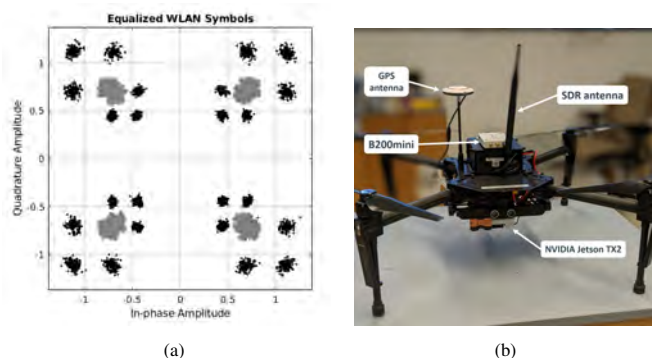 Equalized WLAN Symbols
Quadrature Amplitude
1
0.5
0
-0.5
-1
-1
-0.5
0
0.5
1
In-phase Amplitude
(a)
GPS
antenna
SDR antenna
B200mini
NVIDIA Jetson TX2
(b)